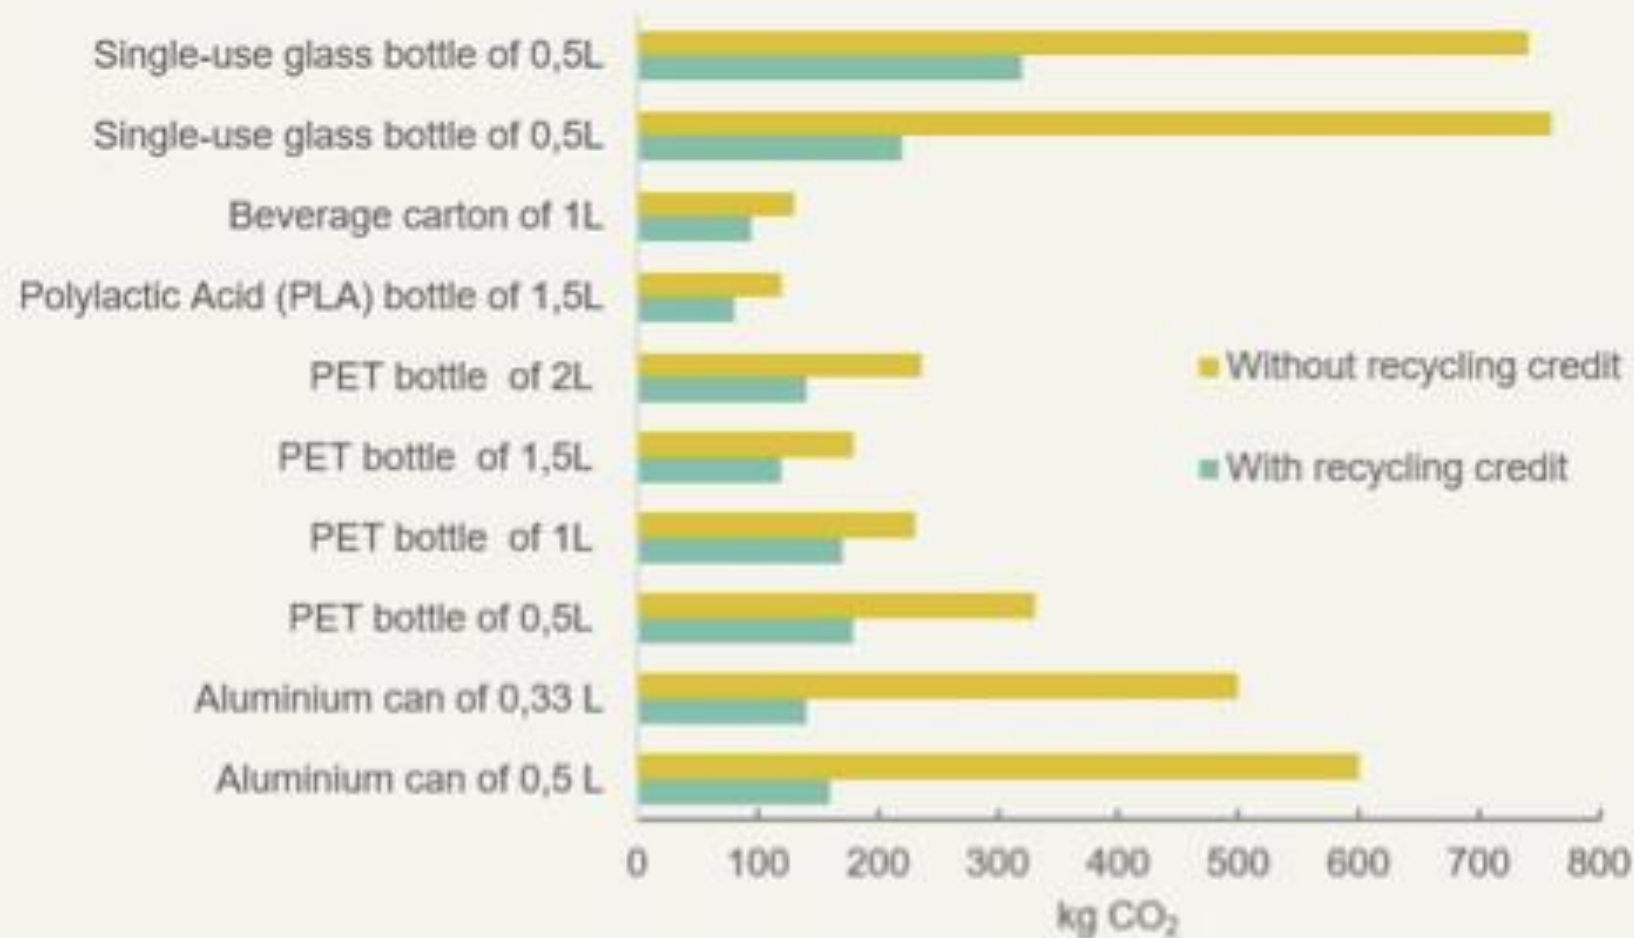 Single-use glass bottle of 0,5L
Single-use glass bottle of 0,5L
Beverage carton of 1L
Polylactic Acid (PLA) bottle of 1,5L
PET bottle of 2L
PET bottle of 1,5L
PET bottle of 1L
PET bottle of 0,5L
Aluminium can of 0,33 L
Aluminium can of 0,5 L
Without recycling credit
With recycling credit
0 100 200 300 400 500 600 700 800
kg CO₂